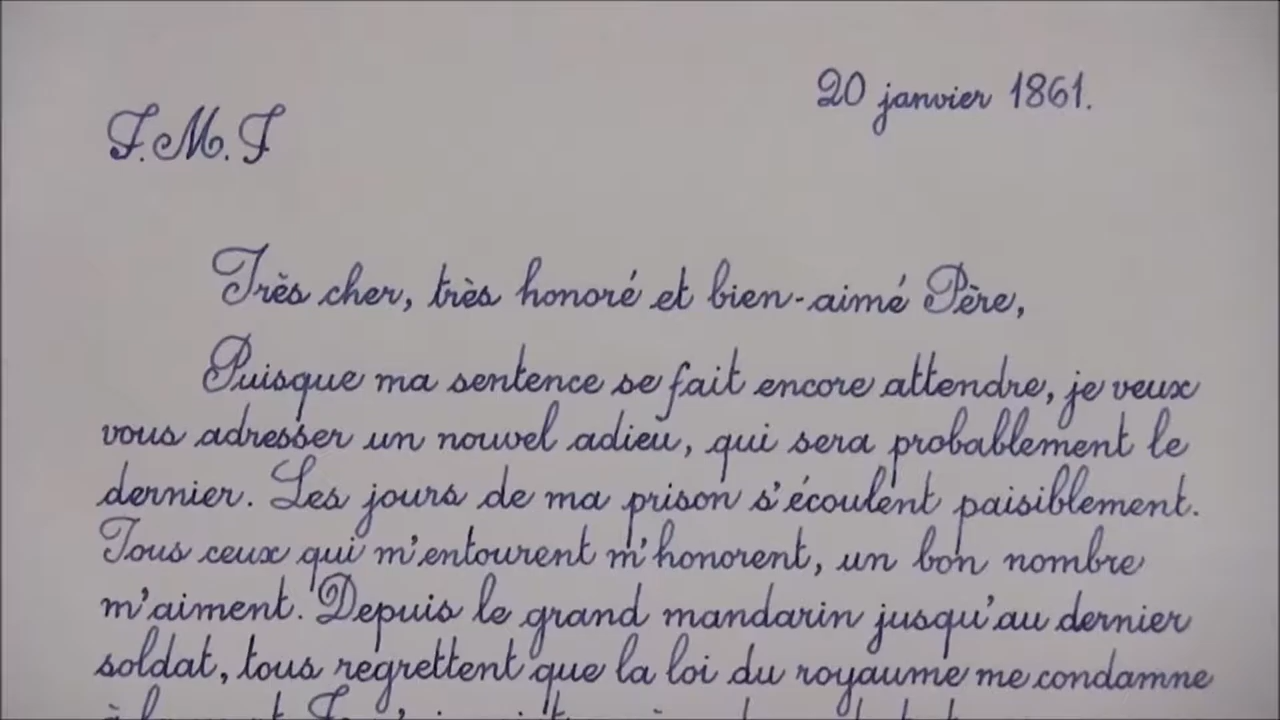 20 janvier 1861.
J.M.J
Très cher, très honoré et bien-aimé Père,
Puisque ma sentence se fait encore attendre, je veux
vous adresser un nouvel adieu, qui sera probablement le
dernier. Les jours de ma prison s'écoulent paisiblement.
Tous ceux qui m'entourent m'honorent, un bon nombre
m'aiment. Depuis le grand mandarin jusqu'au dernier
soldat, tous regrettent que la loi du royaume me condamne